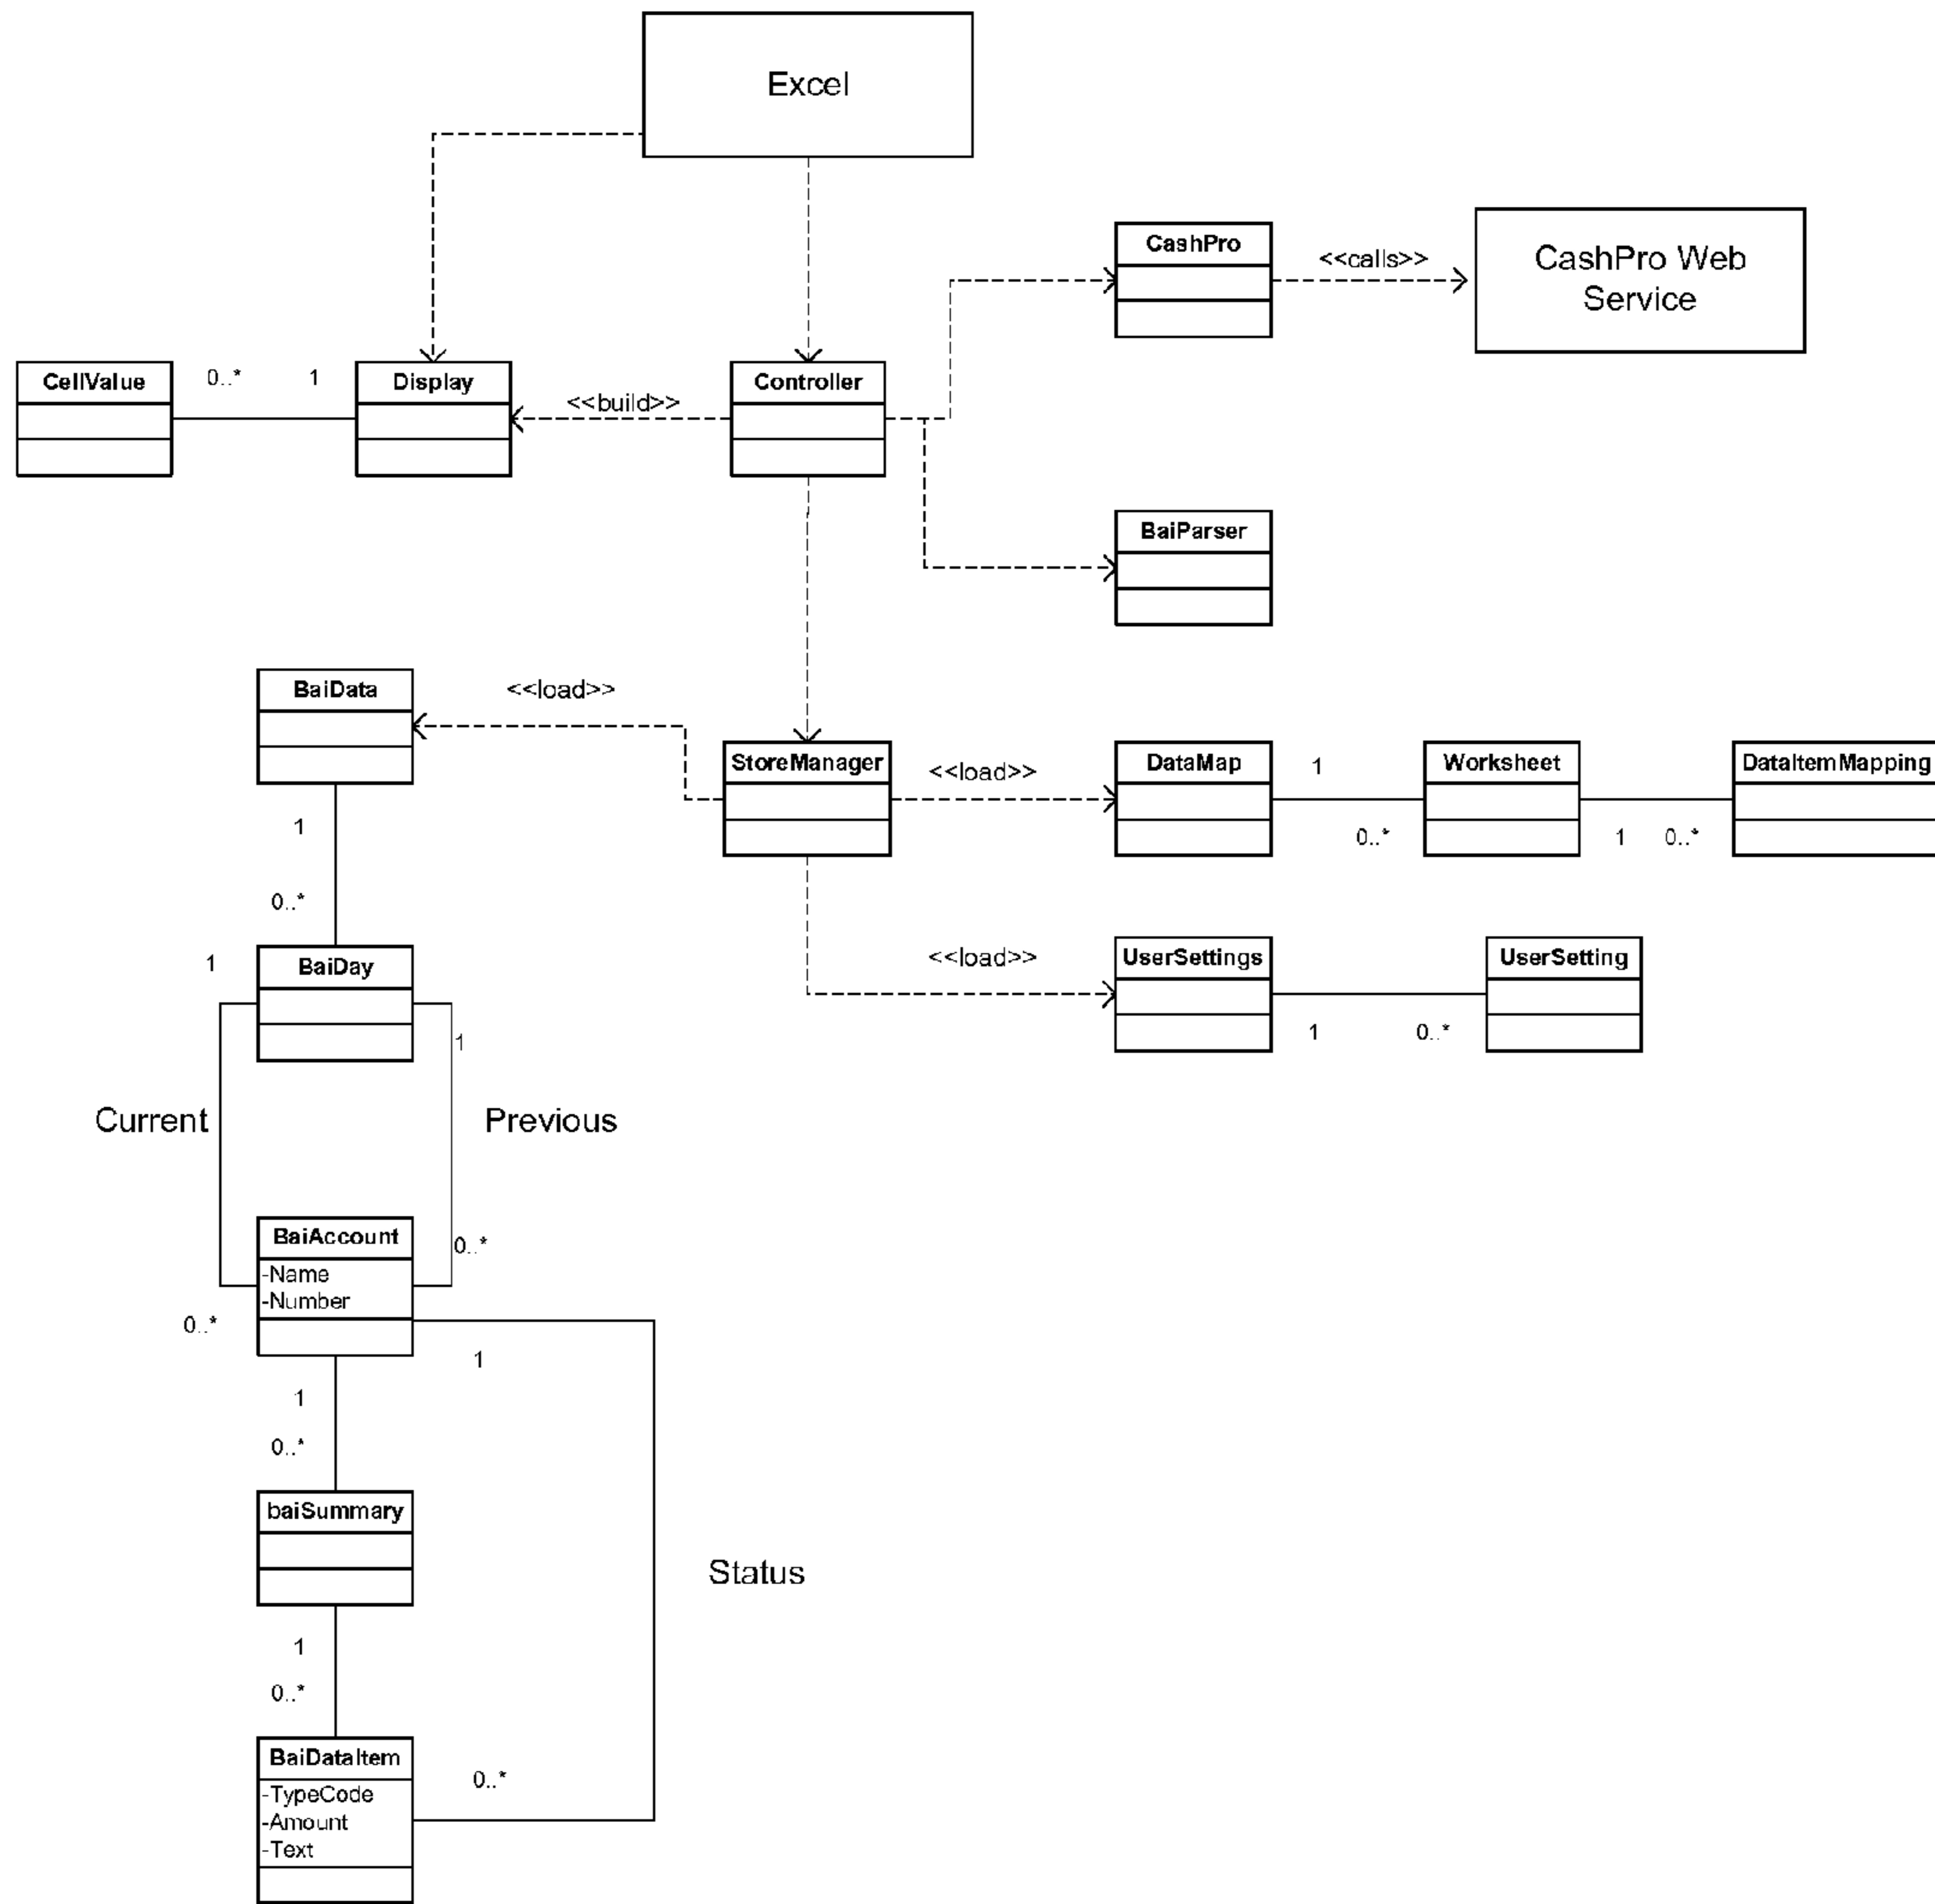 Excel
CashPro
<<calls>>
CashPro Web
Service
CellValue
0..*
1
Display
<<build>>
Controller
BaiParser
BaiData
<<load>>
StoreManager
<<load>>
DataMap
1
0..*
Worksheet
1
0..*
DataItemMapping
1
0..*
1
BaiDay
1
<<load>>
UserSettings
1
0..*
UserSetting
Current
Previous
BaiAccount
-Name
-Number
0..*
0..*
1
1
0..*
baiSummary
Status
1
0..*
BaiDataItem
-TypeCode
-Amount
-Text
0..*